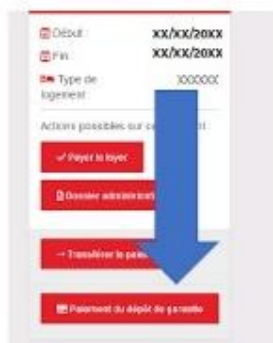 Début : XX/XX/20XX
Fin : XX/XX/20XX
Type de XXXXXX
logement :
Actions possibles sur ce
Payer le loyer
Dossier administrati
→ Transférer le
Paiement du dépôt de garantie